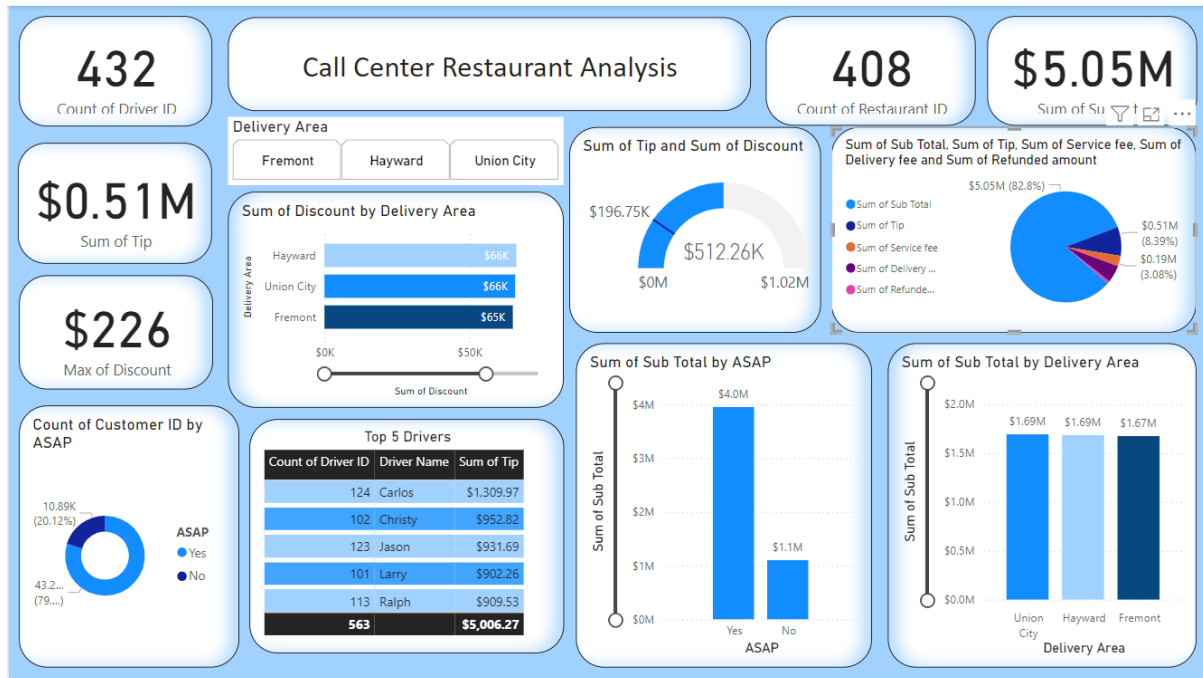 432
Count of Driver ID
Call Center Restaurant Analysis
408
Count of Restaurant ID
$5.05M
Sum of Su
Delivery Area
Fremont
Hayward
Union City
$0.51M
Sum of Tip
$226
Max of Discount
Sum of Discount by Delivery Area
Delivery Area
Hayward
Union City
Fremont
$66K
$66K
$65K
$0K
$50K
Sum of Discount
Sum of Tip and Sum of Discount
$196.75K
$512.26K
$0M
$1.02M
Sum of Sub Total, Sum of Tip, Sum of Service fee, Sum of
Delivery fee and Sum of Refunded amount
Sum of Sub Total
Sum of Tip
Sum of Service fee
Sum of Delivery ...
Sum of Refunde...
$5.05M (82.8%)
$0.51M
(8.39%)
$0.19M
(3.08%)
Count of Customer ID by
ASAP
10.89K
(20.12%)
43.2...
(79....)
ASAP
Yes
No
Top 5 Drivers
Count of Driver ID Driver Name Sum of Tip
124 Carlos $1,309.97
102 Christy $952.82
123 Jason $931.69
101 Larry $902.26
113 Ralph $909.53
563 $5,006.27
Sum of Sub Total by ASAP
Sum of Sub Total
$4M
$3M
$2M
$1M
$0M
$4.0M
$1.1M
Yes
No
ASAP
Sum of Sub Total by Delivery Area
Sum of Sub Total
$2.0M
$1.5M
$1.0M
$0.5M
$0.0M
$1.69M
$1.69M
$1.67M
Union
City
Hayward
Fremont
Delivery Area